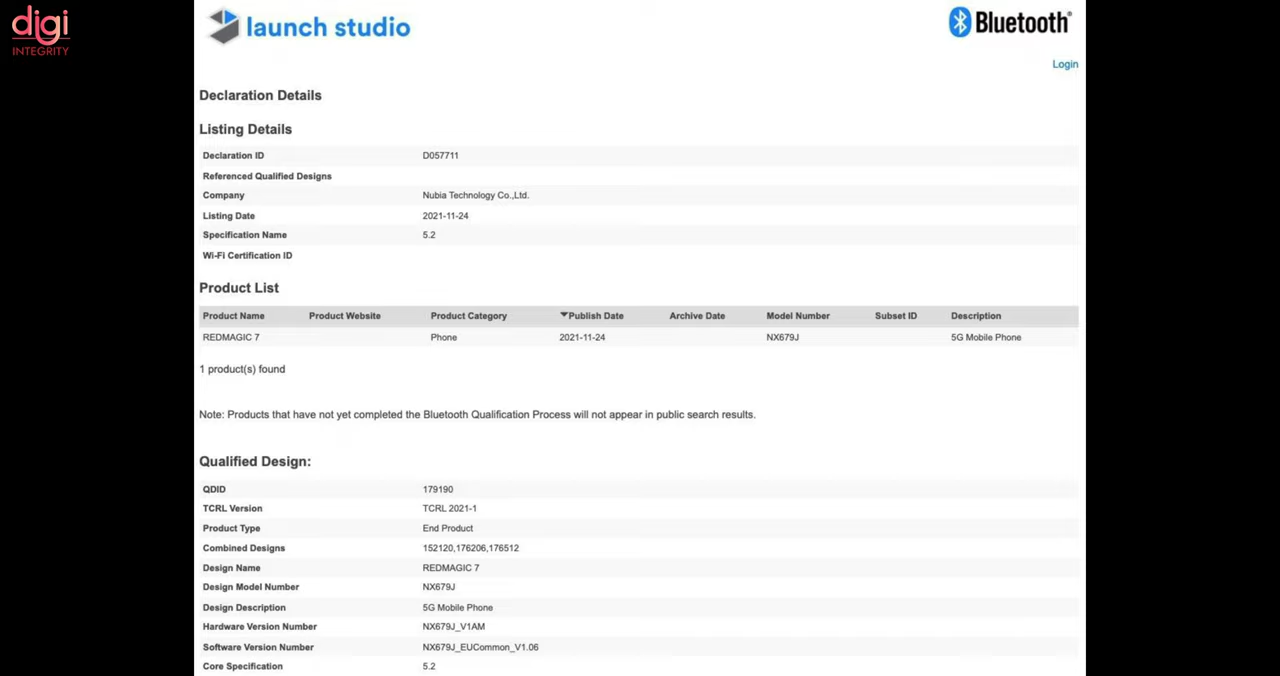 digi
INTEGRITY
launch studio
Bluetooth®
Login
Declaration Details
Listing Details
Declaration ID D057711
Referenced Qualified Designs
Company Nubia Technology Co.,Ltd.
Listing Date 2021-11-24
Specification Name 5.2
Wi-Fi Certification ID
Product List
Product Name Product Website Product Category Publish Date Archive Date Model Number Subset ID Description
REDMAGIC 7 Phone 2021-11-24 NX679J 5G Mobile Phone
1 product(s) found
Note: Products that have not yet completed the Bluetooth Qualification Process will not appear in public search results.
Qualified Design:
QDID 179190
TCRL Version TCRL 2021-1
Product Type End Product
Combined Designs 152120,176206,176512
Design Name REDMAGIC 7
Design Model Number NX679J
Design Description 5G Mobile Phone
Hardware Version Number NX679J_V1AM
Software Version Number NX679J_EUCommon_V1.06
Core Specification 5.2